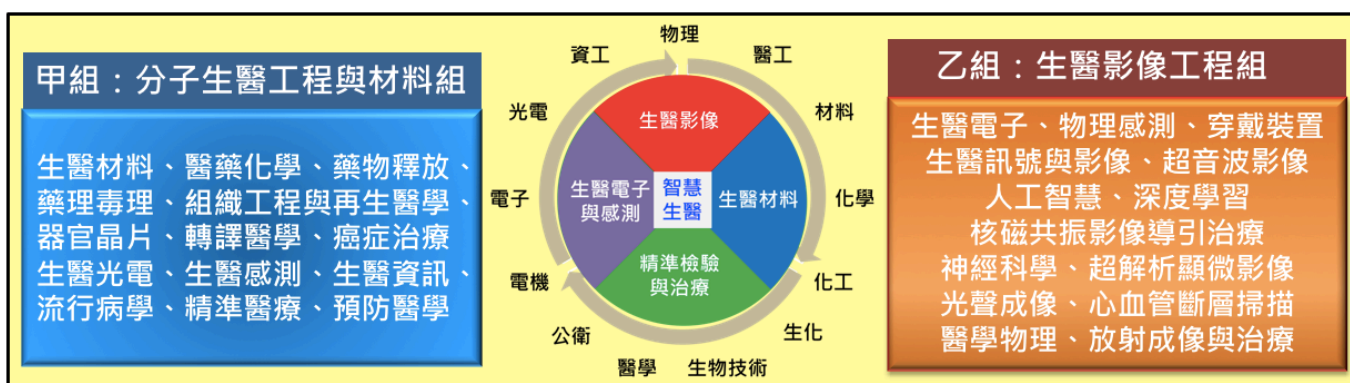 甲組：分子生醫工程與材料組
生醫材料、醫藥化學、藥物釋放、
藥理毒理、組織工程與再生醫學、
器官晶片、轉譯醫學、癌症治療
生醫光電、生醫感測、生醫資訊、
流行病學、精準醫療、預防醫學
物理
醫工
材料
化學
化工
生化
生物技術
醫學
公衛
電機
電子
光電
資工
生醫影像
生醫材料
精準檢驗
與治療
生醫電子
與感測
智慧
生醫
乙組：生醫影像工程組
生醫電子、物理感測、穿戴裝置
生醫訊號與影像、超音波影像
人工智慧、深度學習
核磁共振影像導引治療
神經科學、超解析顯微影像
光聲成像、心血管斷層掃描
醫學物理、放射成像與治療